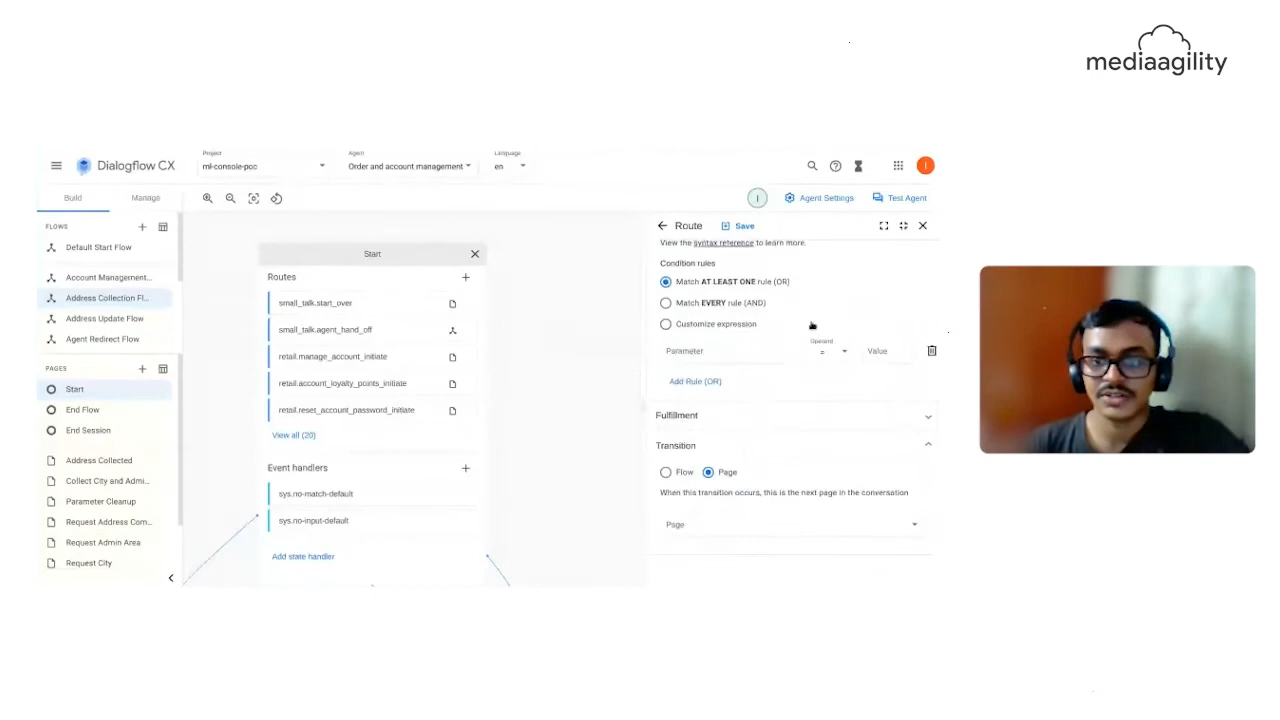 mediaagility
Project
Agent
Language
Dialogflow CX
ml-console-poc
Order and account management
en
Build
Manage
Agent Settings
Test Agent
FLOWS
Default Start Flow
Account Management...
Address Collection Fl...
Address Update Flow
Agent Redirect Flow
PAGES
Start
End Flow
End Session
Address Collected
Collect City and Admi...
Parameter Cleanup
Request Address Com...
Request Admin Area
Request City
Start
Routes
small_talk.start_over
small_talk.agent_hand_off
retail.manage_account_initiate
retail.account_loyalty_points_initiate
retail.reset_account_password_initiate
View all (20)
Event handlers
sys.no-match-default
sys.no-input-default
Add state handler
Route
Save
View the syntax reference to learn more.
Condition rules
Match AT LEAST ONE rule (OR)
Match EVERY rule (AND)
Customize expression
Parameter
Operand
=
Value
Add Rule (OR)
Fulfillment
Transition
Flow
Page
When this transition occurs, this is the next page in the conversation
Page